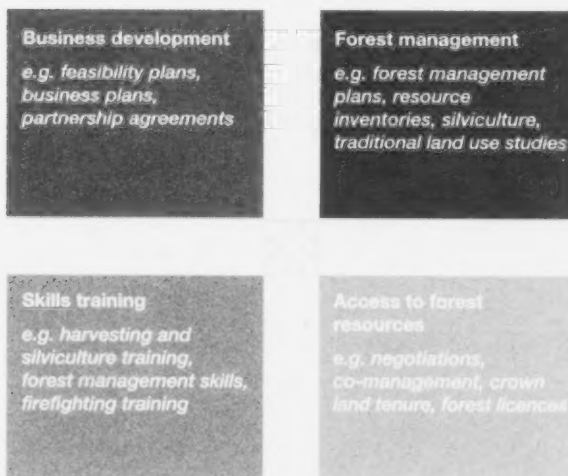 Business development
e.g. feasibility plans,
business plans,
partnership agreements
Forest management
e.g. forest management
plans, resource
inventories, silviculture,
traditional land use studies
Skills training
e.g. harvesting and
silviculture training,
forest management skills,
firefighting training
Access to forest
resources
e.g. negotiations,
co-management, crown
land tenure, forest licences